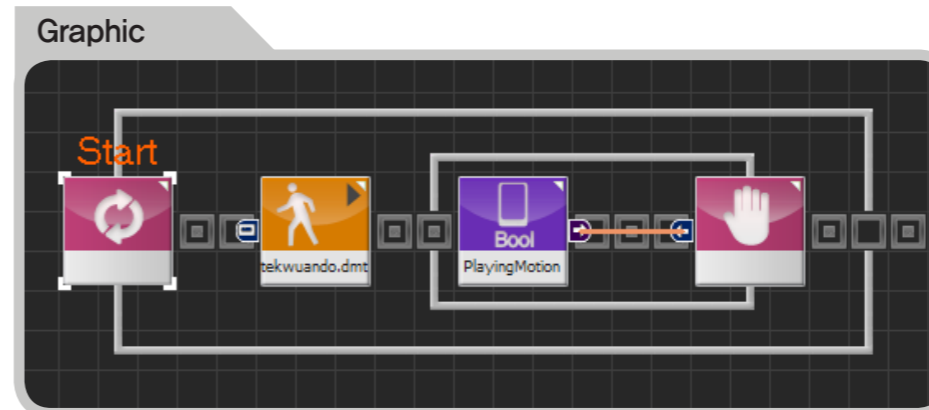 Graphic
Start
Bool
tekwuando.dmt
PlayingMotion